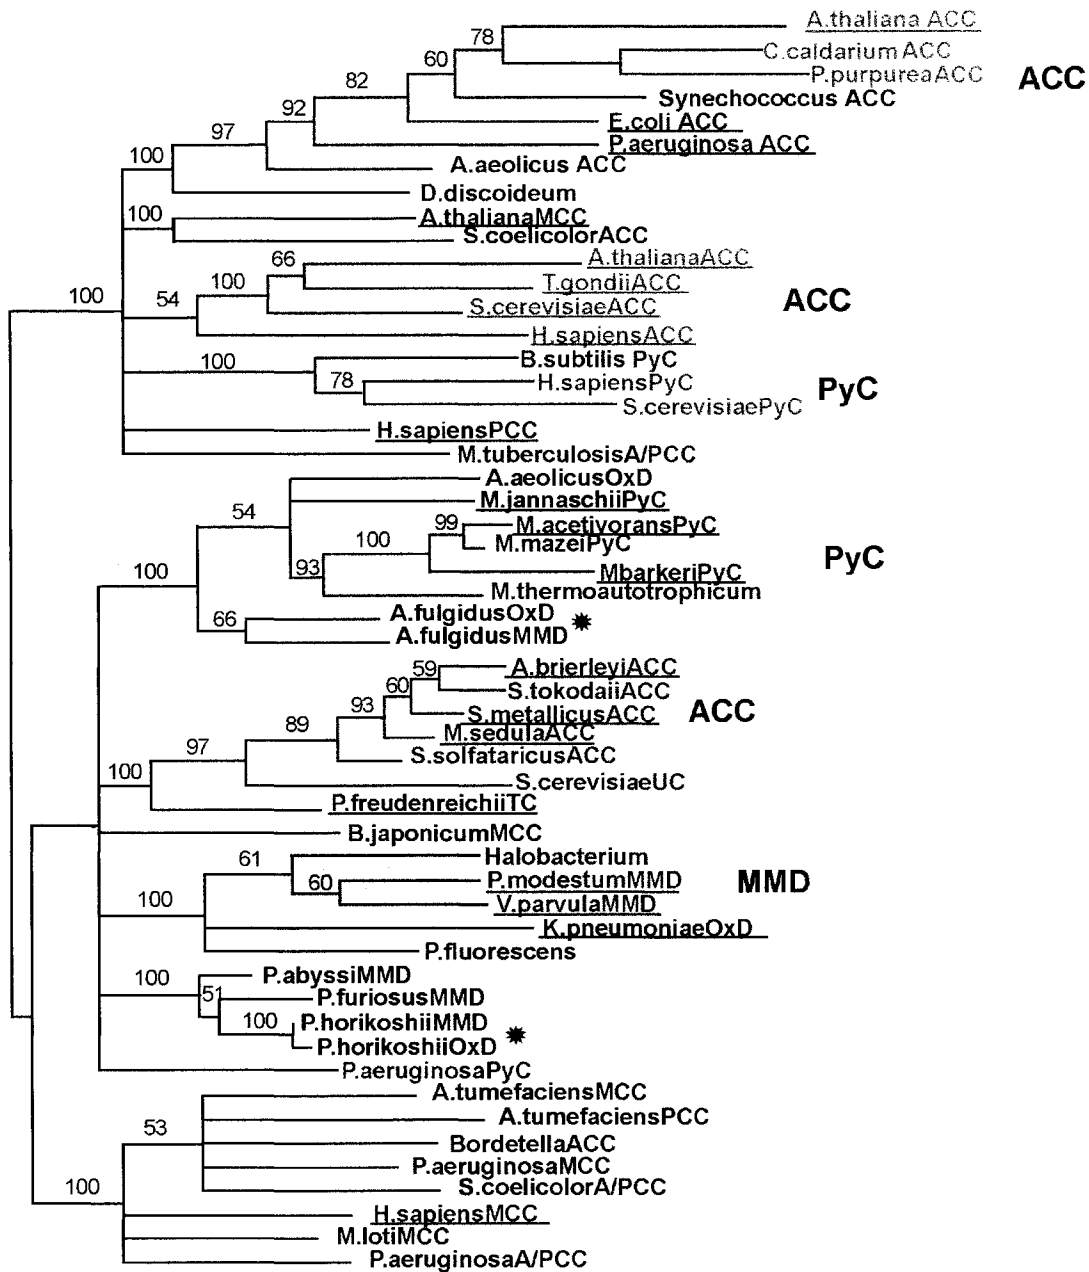 A.thaliana ACC
78
C.caldarium ACC
60
P.purpureaACC
ACC
82
Synechococcus ACC
92
E.coli ACC
97
P.aeruginosa ACC
100
A.aeolicus ACC
D.discoideum
100
A.thalianaMCC
S.coelicolorACC
66
A.thalianaACC
100
T.gondiiACC
100
54
ACC
S.cerevisiaeACC
H.sapiensACC
100
B.subtilis PyC
78
H.sapiensPyC
PyC
S.cerevisiaePyC
H.sapiensPCC
M.tuberculosisA/PCC
A.aeolicusOxD
M.jannaschiiPyC
54
99
M.acetivoransPyC
100
M.mazeiPyC
PyC
100
93
MbarkeriPyC
M.thermoautotrophicum
66
A.fulgidusOxD
A.fulgidusMMD
59
A.brierleyiACC
60
S.tokodaiiACC
93
S.metallicusACC
ACC
89
M.sedulaACC
97
S.solfataricusACC
100
S.cerevisiaeUC
P.freudenreichiiTC
B.japonicumMCC
61
Halobacterium
60
P.modestumMMD
MMD
100
V.parvulaMMD
K.pneumoniaeOxD
P.fluorescens
100
P.abyssiMMD
51
P.furiosusMMD
100
P.horikoshiiMMD
P.horikoshiiOxD
P.aeruginosaPyC
A.tumefaciensMCC
A.tumefaciensPCC
53
BordetellaACC
P.aeruginosaMCC
100
S.coelicolorA/PCC
H.sapiensMCC
M.lotiMCC
P.aeruginosaA/PCC